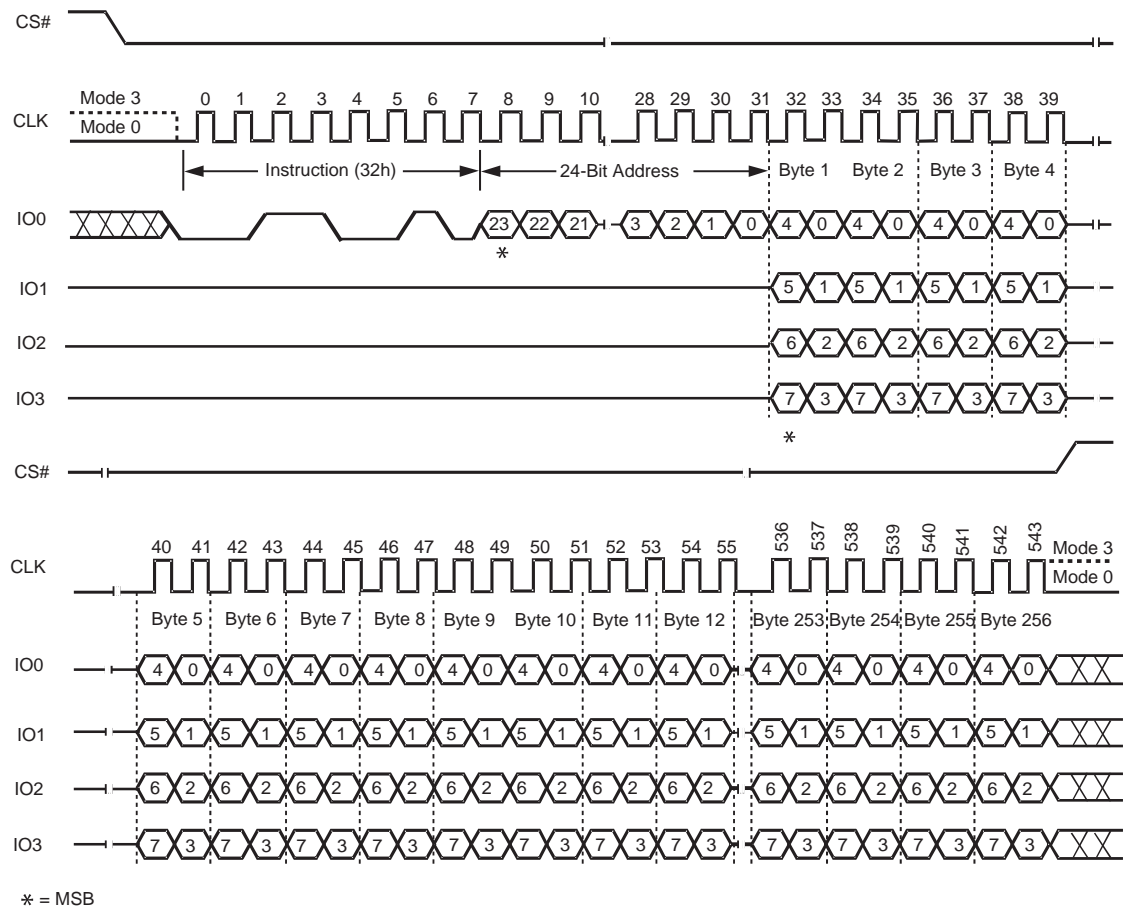 CS#
Mode 3 0 1 2 3 4 5 6 7 8 9 10 28 29 30 31 32 33 34 35 36 37 38 39
CLK Mode 0
Instruction (32h) 24-Bit Address Byte 1 Byte 2 Byte 3 Byte 4
IO0 23 22 21 3 2 1 0 4 0 4 0 4 0 4 0
*
IO1 5 1 5 1 5 1 5 1
IO2 6 2 6 2 6 2 6 2
IO3 7 3 7 3 7 3 7 3
*
CS#
40 41 42 43 44 45 46 47 48 49 50 51 52 53 54 55 536 537 538 539 540 541 542 543 Mode 3
CLK Mode 0
Byte 5 Byte 6 Byte 7 Byte 8 Byte 9 Byte 10 Byte 11 Byte 12 Byte 253 Byte 254 Byte 255 Byte 256
IO0 4 0 4 0 4 0 4 0 4 0 4 0 4 0 4 0 4 0 4 0 4 0 4 0
IO1 5 1 5 1 5 1 5 1 5 1 5 1 5 1 5 1 5 1 5 1 5 1 5 1
IO2 6 2 6 2 6 2 6 2 6 2 6 2 6 2 6 2 6 2 6 2 6 2 6 2
IO3 7 3 7 3 7 3 7 3 7 3 7 3 7 3 7 3 7 3 7 3 7 3 7 3
* = MSB